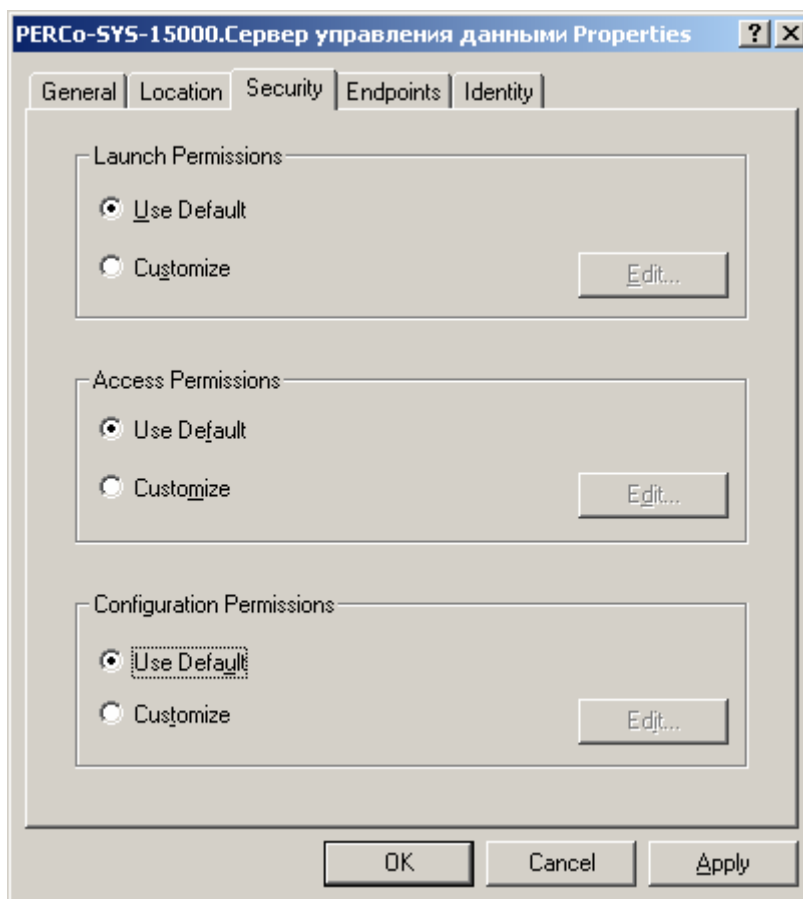 PERCo-SYS-15000.Сервер управления данными Properties
General Location Security Endpoints Identity
Launch Permissions
Use Default
Customize
Edit...
Access Permissions
Use Default
Customize
Edit...
Configuration Permissions
Use Default
Customize
Edit...
OK Cancel Apply